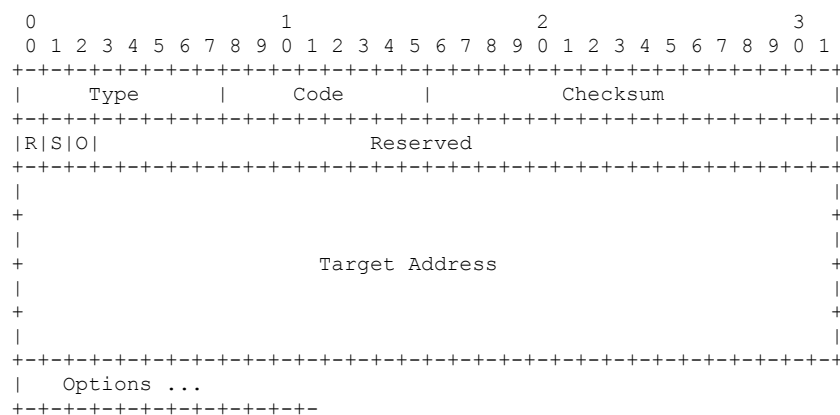 0                   1                   2                   3
 0 1 2 3 4 5 6 7 8 9 0 1 2 3 4 5 6 7 8 9 0 1 2 3 4 5 6 7 8 9 0 1
+-+-+-+-+-+-+-+-+-+-+-+-+-+-+-+-+-+-+-+-+-+-+-+-+-+-+-+-+-+-+-+-+
|     Type      |     Code      |          Checksum             |
+-+-+-+-+-+-+-+-+-+-+-+-+-+-+-+-+-+-+-+-+-+-+-+-+-+-+-+-+-+-+-+-+
|R|S|O|                     Reserved                            |
+-+-+-+-+-+-+-+-+-+-+-+-+-+-+-+-+-+-+-+-+-+-+-+-+-+-+-+-+-+-+-+-+
|                                                               |
+                                                               +
|                                                               |
+                       Target Address                          +
|                                                               |
+                                                               +
|                                                               |
+-+-+-+-+-+-+-+-+-+-+-+-+-+-+-+-+-+-+-+-+-+-+-+-+-+-+-+-+-+-+-+-+
|   Options ...
+-+-+-+-+-+-+-+-+-+-+-+-